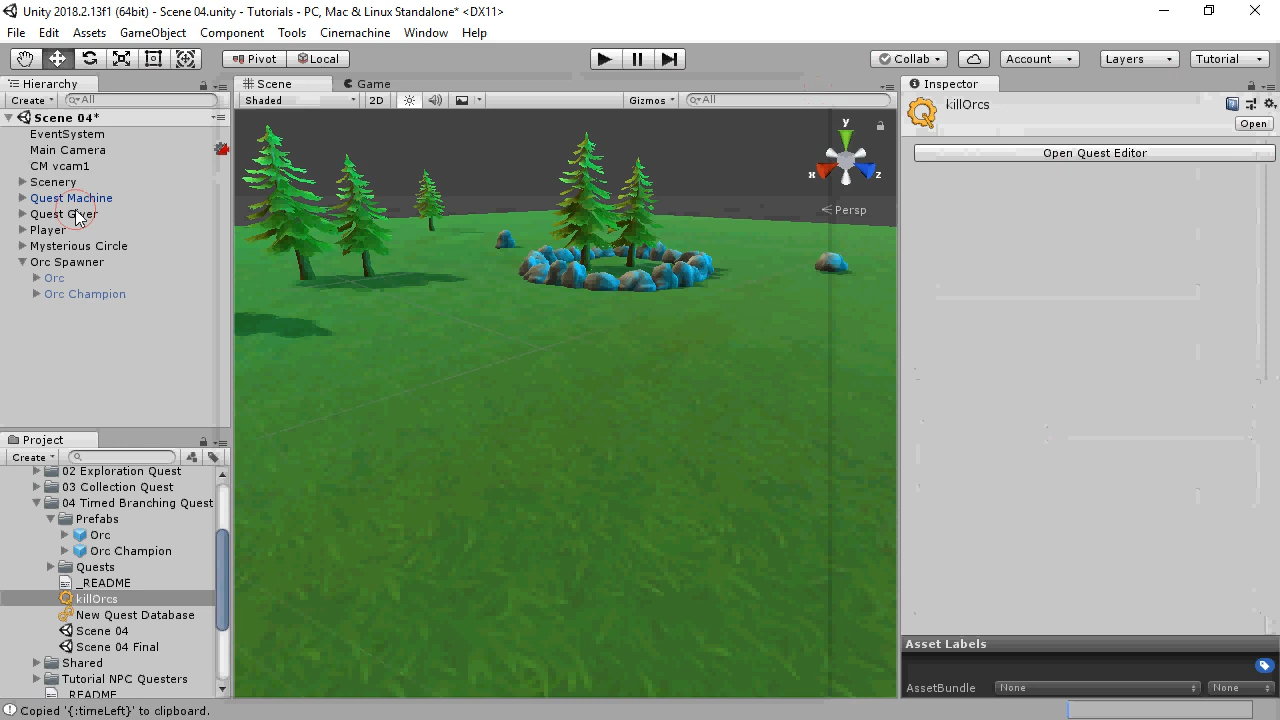 Unity 2018.2.13f1 (64bit) - Scene 04.unity - Tutorials - PC, Mac & Linux Standalone* <DX11>
File Edit Assets GameObject Component Tools Cinemachine Window Help
Pivot Local Collab Account Layers Tutorial
Hierarchy
Create All
Scene 04*
EventSystem
Main Camera
CM vcam1
Scenery
Quest Machine
Quest Giver
Player
Mysterious Circle
Orc Spawner
Orc
Orc Champion
Project
Create
02 Exploration Quest
03 Collection Quest
04 Timed Branching Quest
Prefabs
Orc
Orc Champion
Quests
_README
killOrcs
New Quest Database
Scene 04
Scene 04 Final
Shared
Tutorial NPC Questers
_README
Scene Game
Shaded 2D Gizmos All
y
x z
Persp
Inspector
killOrcs
Open
Open Quest Editor
Asset Labels
AssetBundle None None
Copied '{:timeLeft}' to clipboard.